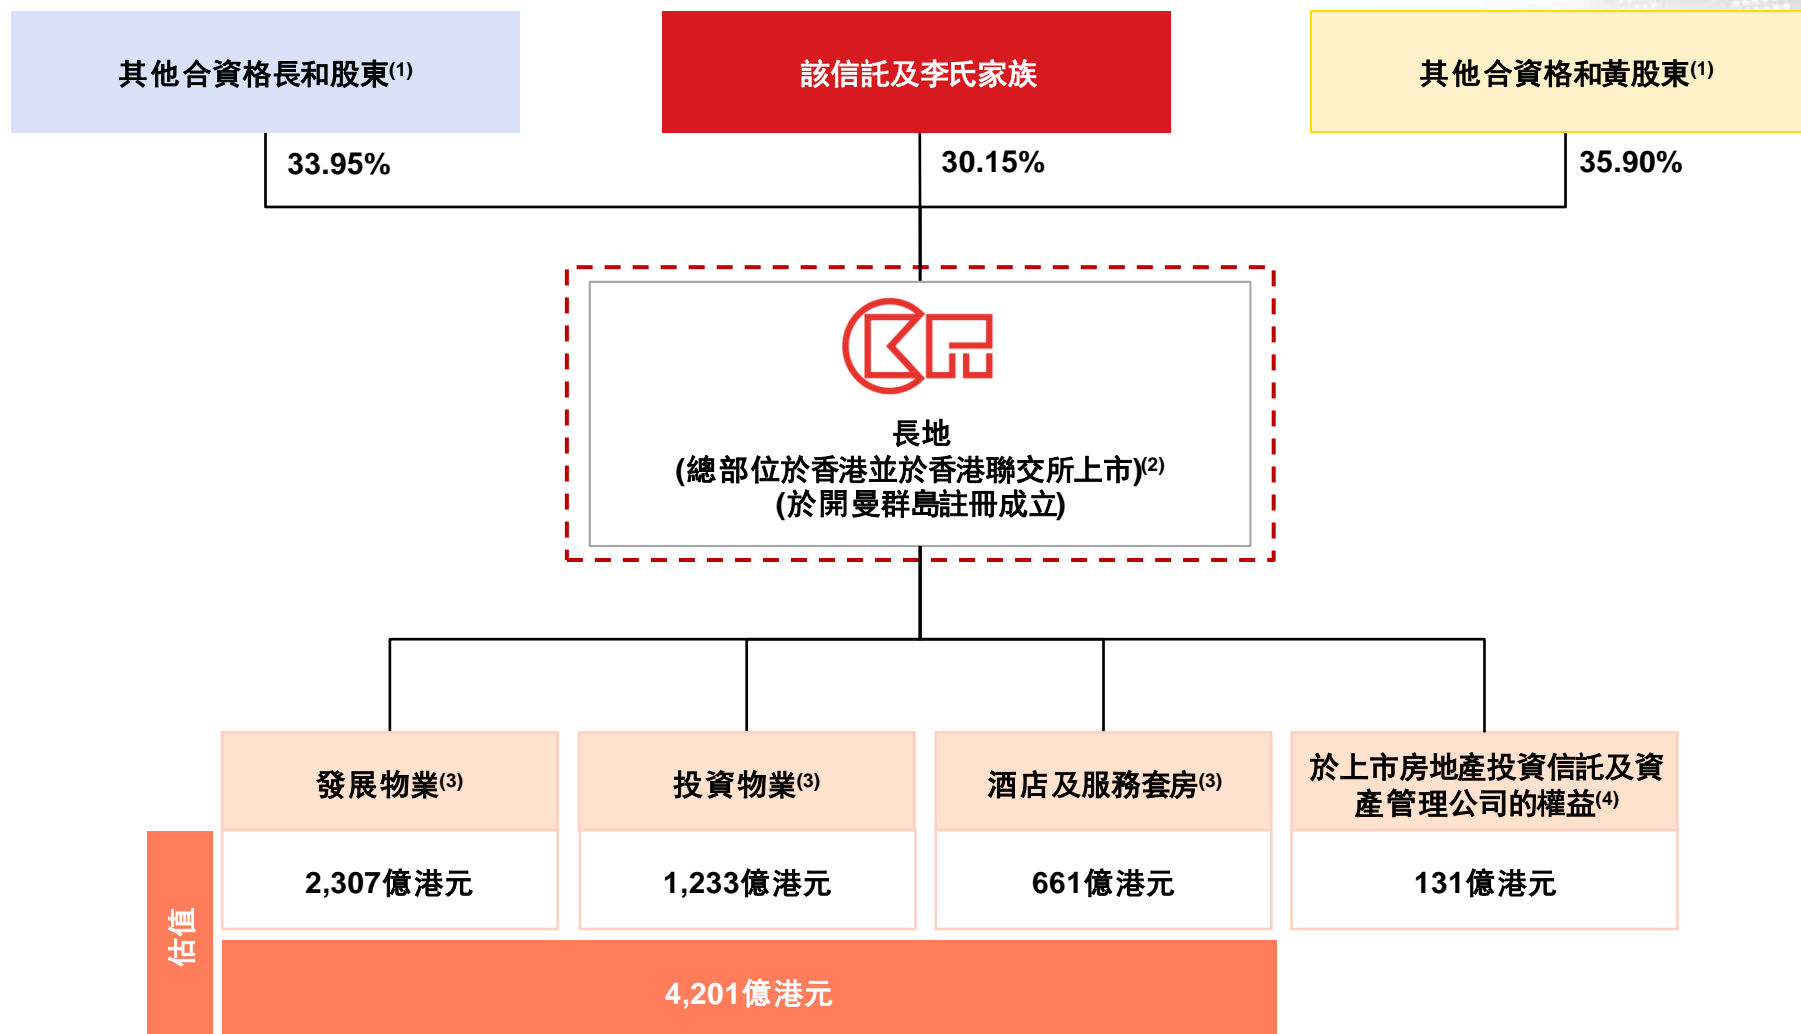 其他合資格長和股東(1)
該信託及李氏家族
其他合資格和黃股東(1)
33.95%
30.15%
35.90%
長地
(總部位於香港並於香港聯交所上市)(2)
(於開曼群島註冊成立)
發展物業(3)
投資物業(3)
酒店及服務套房(3)
於上市房地產投資信託及資
產管理公司的權益(4)
估值
2,307億港元
1,233億港元
661億港元
131億港元
4,201億港元